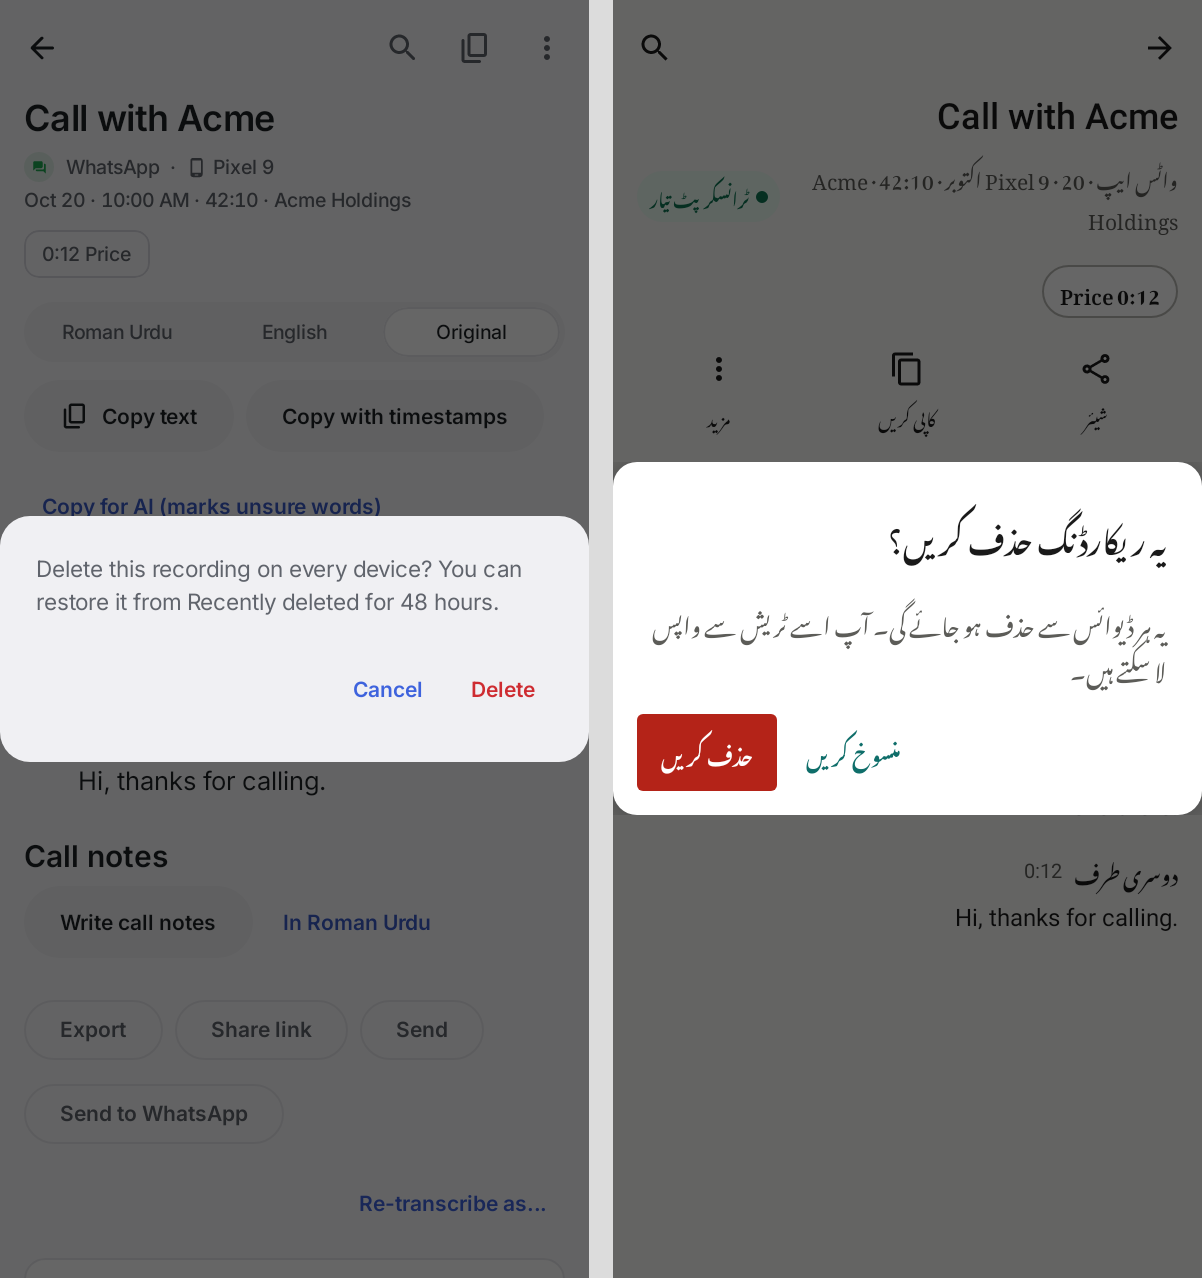 Call with Acme
WhatsApp · Pixel 9
Oct 20 · 10:00 AM · 42:10 · Acme Holdings
0:12 Price
Roman Urdu English Original
Copy text Copy with timestamps
Copy for AI (marks unsure words)
Delete this recording on every device? You can
restore it from Recently deleted for 48 hours.
Cancel Delete
Hi, thanks for calling.
Call notes
Write call notes In Roman Urdu
Export Share link Send
Send to WhatsApp
Re-transcribe as...
Call with Acme
واٹس ایپ · Pixel 9 · 20 اکتوبر · 42:10 · Acme
Holdings
ٹرانسکرپٹ تیار
Price 0:12
شیئر کاپی کریں مزید
یہ ریکارڈنگ حذف کریں؟
یہ ہر ڈیوائس سے حذف ہو جائے گی۔ آپ اسے ٹریش سے واپس
لا سکتے ہیں۔
منسوخ کریں حذف کریں
دوسری طرف 0:12
Hi, thanks for calling.